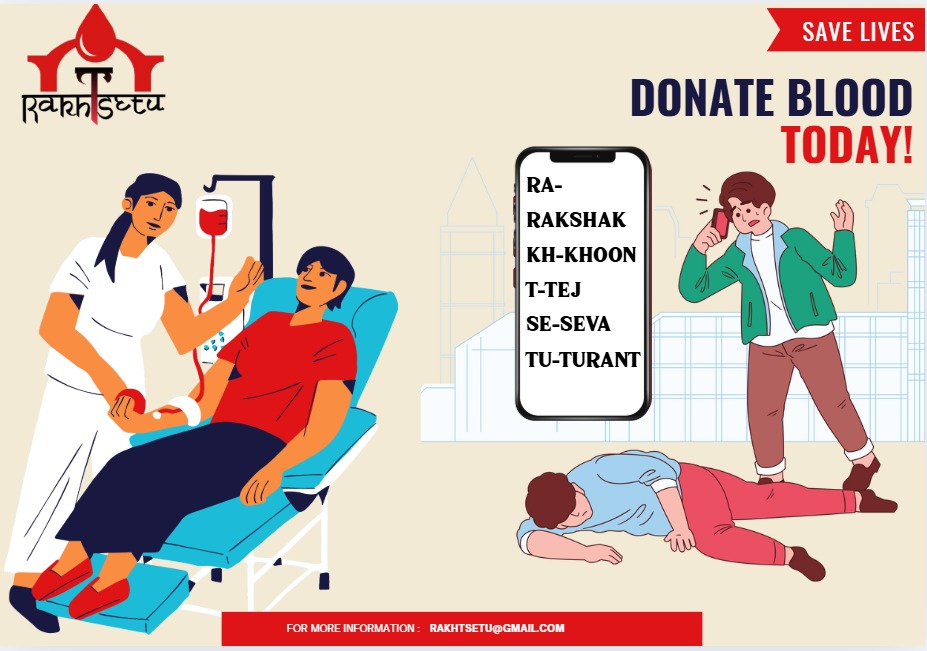 RakhTsetu
SAVE LIVES
DONATE BLOOD
TODAY!
RA-
RAKSHAK
KH-KHOON
T-TEJ
SE-SEVA
TU-TURANT
FOR MORE INFORMATION : RAKHTSETU@GMAIL.COM